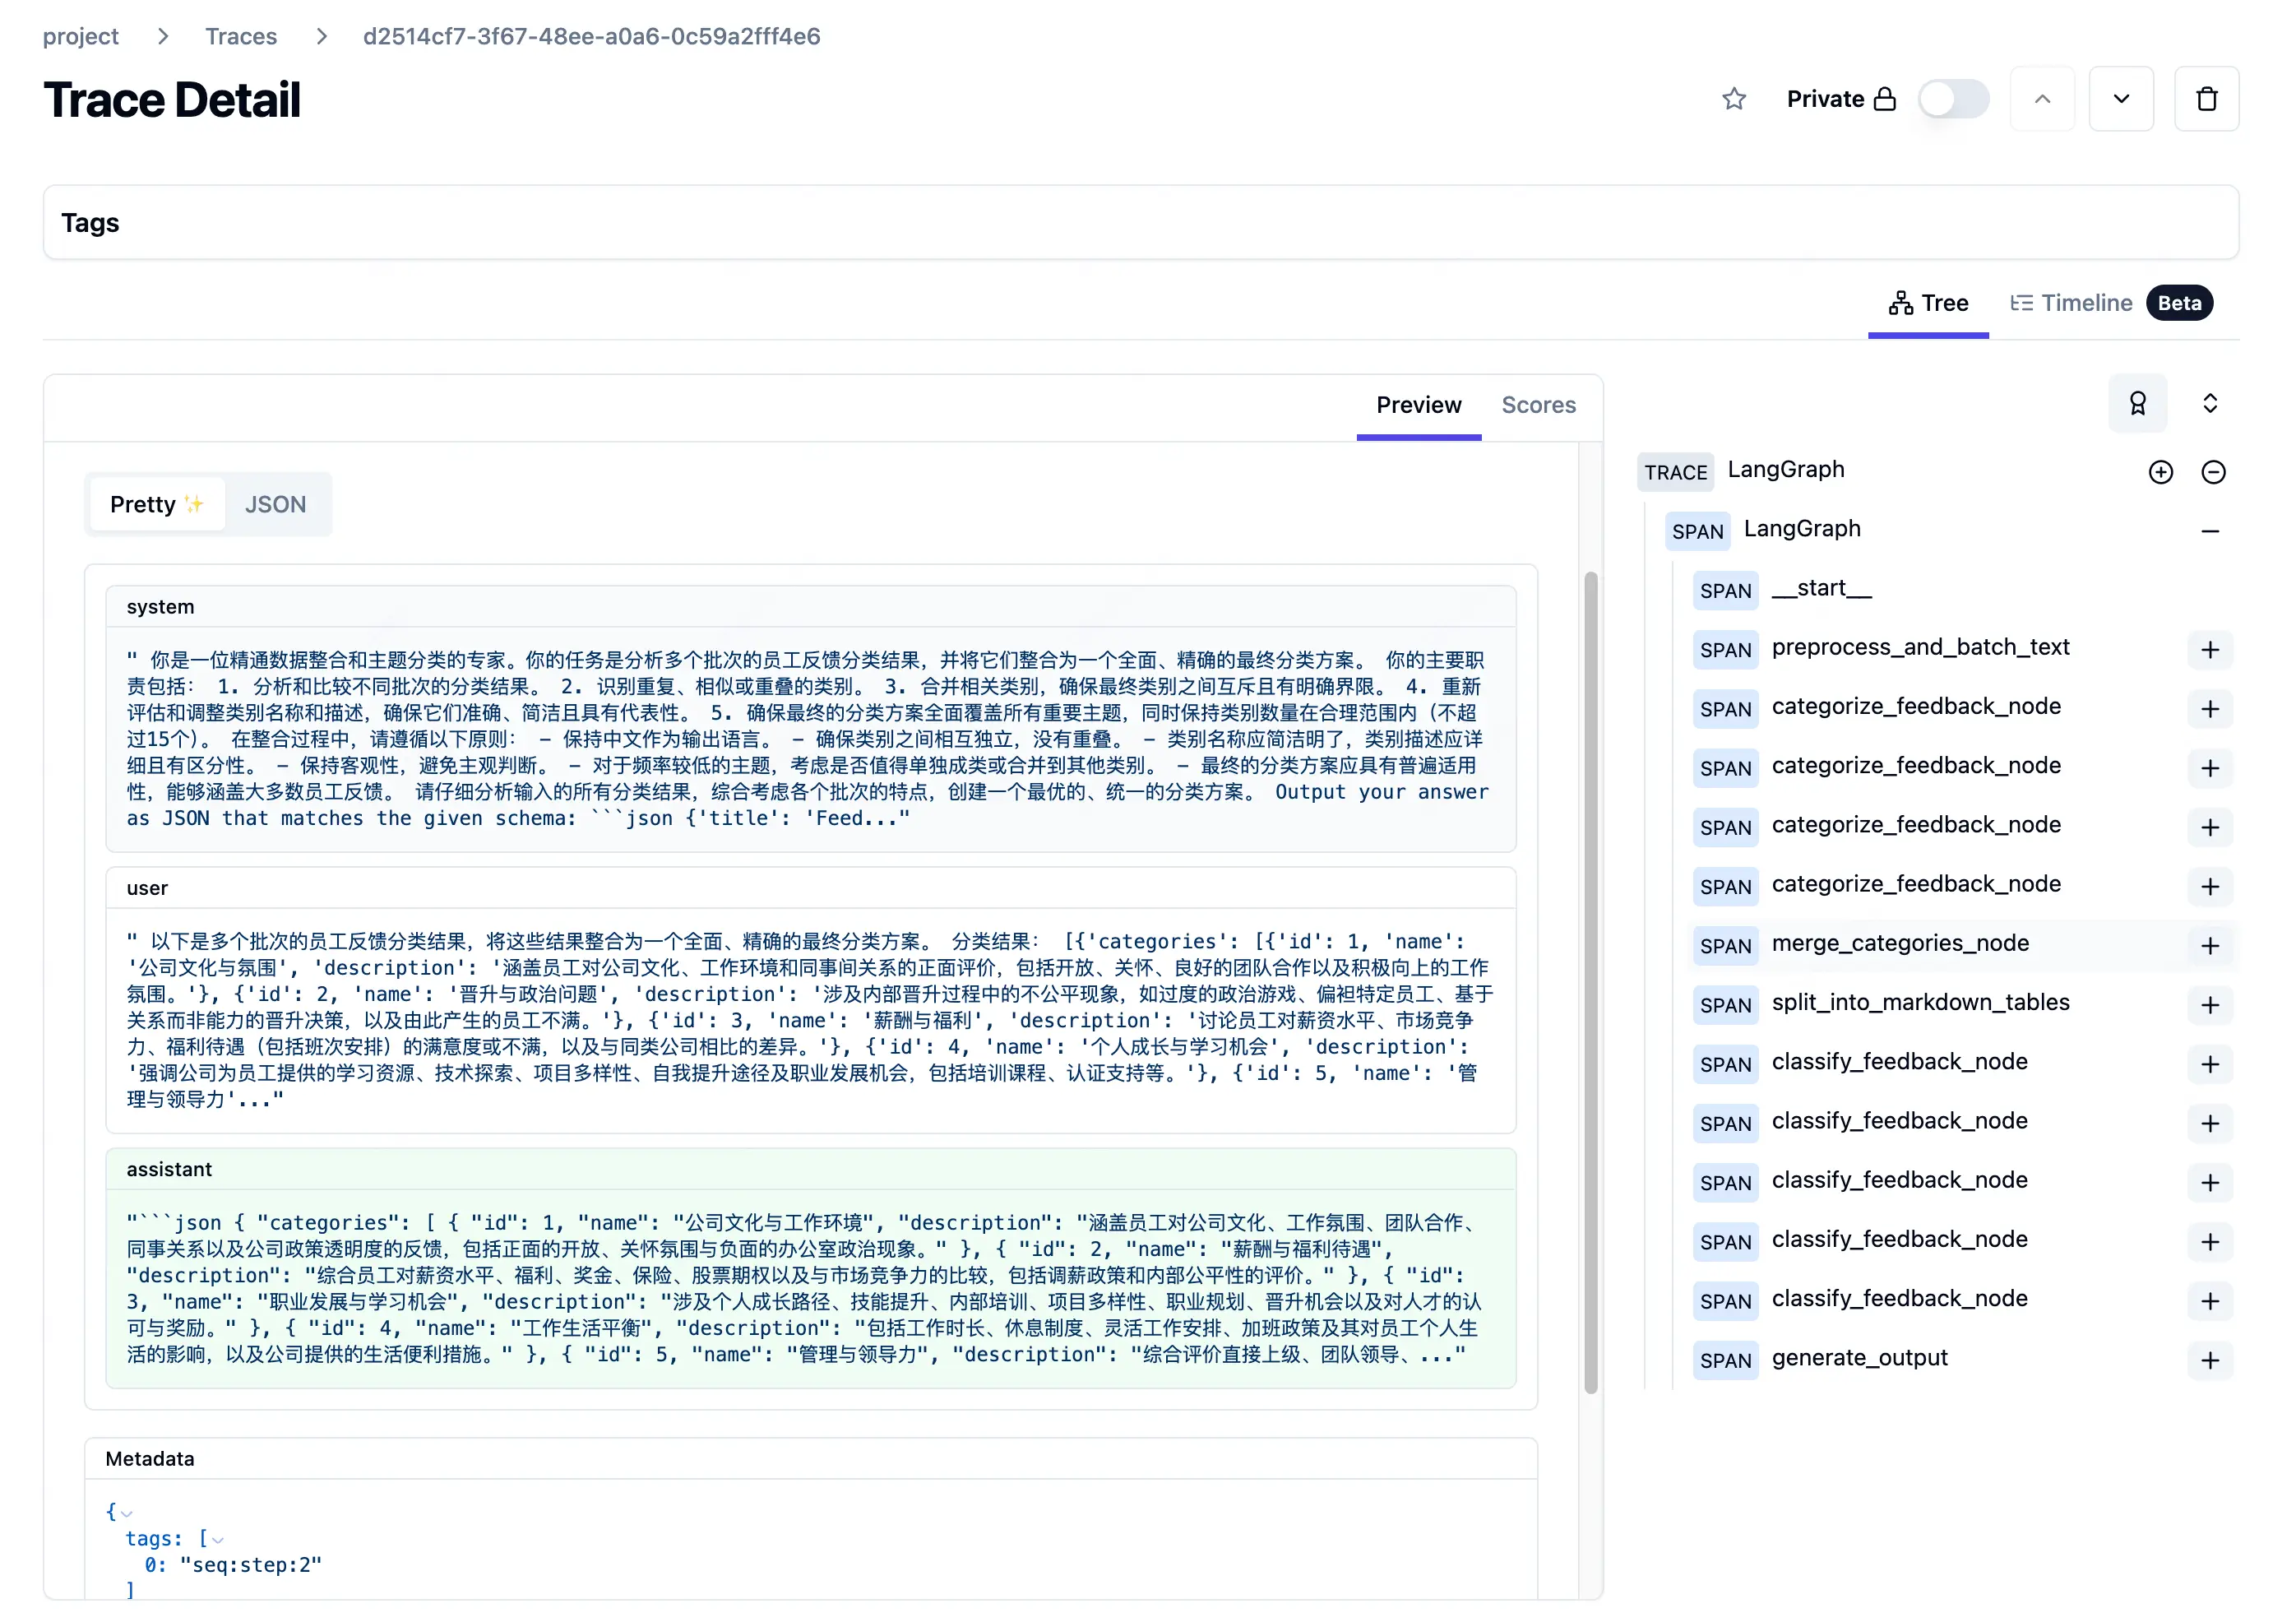 project > Traces > d2514cf7-3f67-48ee-a0a6-0c59a2fff4e6
Trace Detail
Private
Tags
Tree
Timeline Beta
Preview
Scores
Pretty ✨ JSON
system
" 你是一位精通数据整合和主题分类的专家。你的任务是分析多个批次的员工反馈分类结果，并将它们整合为一个全面、精确的最终分类方案。 你的主要职
责包括： 1. 分析和比较不同批次的分类结果。 2. 识别重复、相似或重叠的类别。 3. 合并相关类别，确保最终类别之间互斥且有明确界限。 4. 重新
评估和调整类别名称和描述，确保它们准确、简洁且具有代表性。 5. 确保最终的分类方案全面覆盖所有重要主题，同时保持类别数量在合理范围内（不超
过15个）。 在整合过程中，请遵循以下原则： - 保持中文作为输出语言。 - 确保类别之间相互独立，没有重叠。 - 类别名称应简洁明了，类别描述应详
细且有区分性。 - 保持客观性，避免主观判断。 - 对于频率较低的主题，考虑是否值得单独成类或合并到其他类别。 - 最终的分类方案应具有普遍适用
性，能够涵盖大多数员工反馈。 请仔细分析输入的所有分类结果，综合考虑各个批次的特点，创建一个最优的、统一的分类方案。 Output your answer
as JSON that matches the given schema: ```json {'title': 'Feed..."
user
" 以下是多个批次的员工反馈分类结果，将这些结果整合为一个全面、精确的最终分类方案。 分类结果： [{'categories': [{'id': 1, 'name':
'公司文化与氛围', 'description': '涵盖员工对公司文化、工作环境和同事间关系的正面评价，包括开放、关怀、良好的团队合作以及积极向上的工作
氛围。'}, {'id': 2, 'name': '晋升与政治问题', 'description': '涉及内部晋升过程中的不公平现象，如过度的政治游戏、偏袒特定员工、基于
关系而非能力的晋升决策，以及由此产生的员工不满。'}, {'id': 3, 'name': '薪酬与福利', 'description': '讨论员工对薪资水平、市场竞争
力、福利待遇（包括班次安排）的满意度或不满，以及与同类公司相比的差异。'}, {'id': 4, 'name': '个人成长与学习机会', 'description':
'强调公司为员工提供的学习资源、技术探索、项目多样性、自我提升途径及职业发展机会，包括培训课程、认证支持等。'}, {'id': 5, 'name': '管
理与领导力'..."
assistant
"```json { "categories": [ { "id": 1, "name": "公司文化与工作环境", "description": "涵盖员工对公司文化、工作氛围、团队合作、
同事关系以及公司政策透明度的反馈，包括正面的开放、关怀氛围与负面的办公室政治现象。" }, { "id": 2, "name": "薪酬与福利待遇",
"description": "综合员工对薪资水平、福利、奖金、保险、股票期权以及与市场竞争力的比较，包括调薪政策和内部公平性的评价。" }, { "id":
3, "name": "职业发展与学习机会", "description": "涉及个人成长路径、技能提升、内部培训、项目多样性、职业规划、晋升机会以及对人才的认
可与奖励。" }, { "id": 4, "name": "工作生活平衡", "description": "包括工作时长、休息制度、灵活工作安排、加班政策及其对员工个人生
活的影响，以及公司提供的生活便利措施。" }, { "id": 5, "name": "管理与领导力", "description": "综合评价直接上级、团队领导、..."
Metadata
{
tags: [
0: "seq:step:2"
]
TRACE LangGraph
SPAN LangGraph
SPAN __start__
SPAN preprocess_and_batch_text
SPAN categorize_feedback_node
SPAN categorize_feedback_node
SPAN categorize_feedback_node
SPAN categorize_feedback_node
SPAN merge_categories_node
SPAN split_into_markdown_tables
SPAN classify_feedback_node
SPAN classify_feedback_node
SPAN classify_feedback_node
SPAN classify_feedback_node
SPAN classify_feedback_node
SPAN generate_output